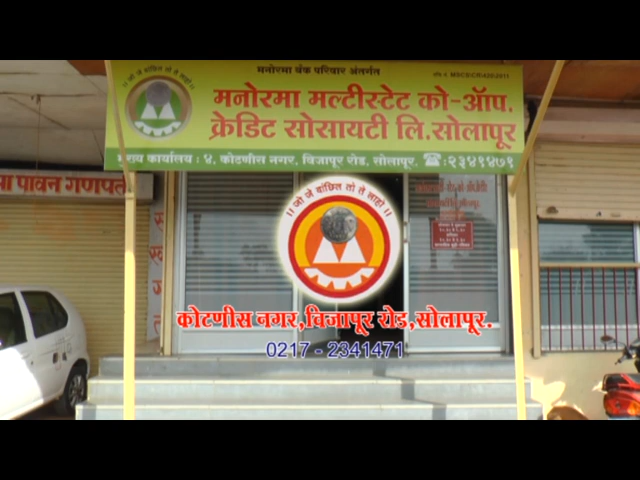 मनोरमा बँक परिवार अंतर्गत
मनोरमा मल्टीस्टेट को-ऑप.
क्रेडिट सोसायटी लि.सोलापूर
मुख्य कार्यालय : ४, कोटणीस नगर, विजापूर रोड, सोलापूर. ☎:२३४१४७१
पावन गणपती
।। जो जे वांछिल तो ते लाहो ।।
कोटणीस नगर,विजापूर रोड,सोलापूर.
0217 - 2341471